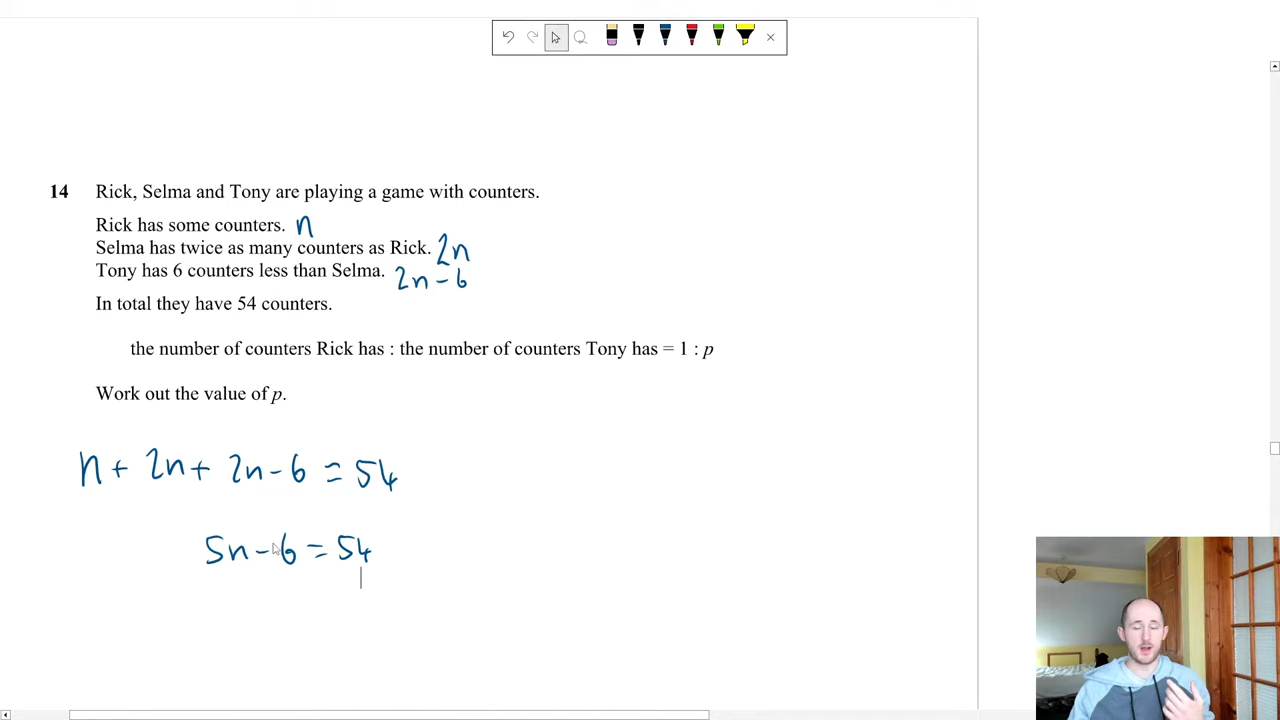 14 Rick, Selma and Tony are playing a game with counters.
Rick has some counters. n
Selma has twice as many counters as Rick. 2n
Tony has 6 counters less than Selma. 2n - 6
In total they have 54 counters.
the number of counters Rick has : the number of counters Tony has = 1 : p
Work out the value of p.
n + 2n + 2n - 6 = 54
5n - 6 = 54